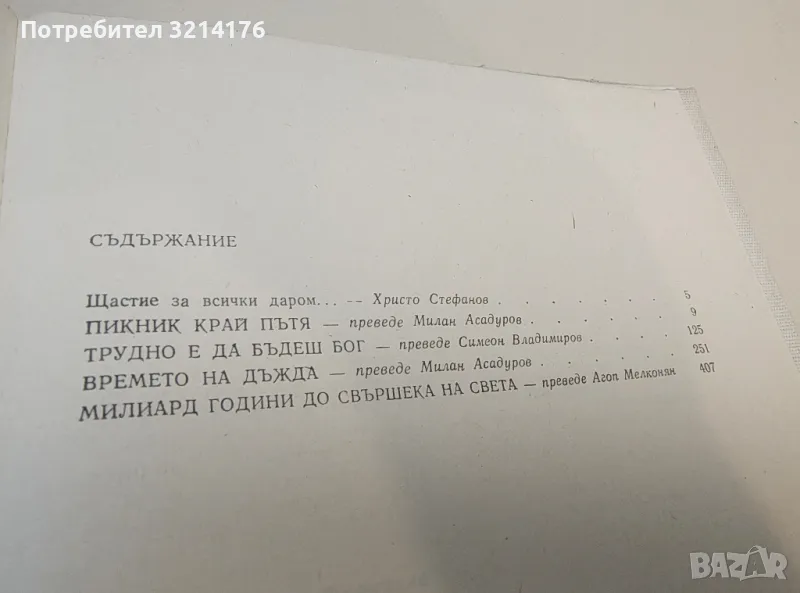 Потребител 3214176
СЪДЪРЖАНИЕ
Щастие за всички даром... — Христо Стефанов . . . . . . 5
ПИКНИК КРАЙ ПЪТЯ — преведе Милан Асадуров . . . . . 9
ТРУДНО Е ДА БЪДЕШ БОГ — преведе Симеон Владимиров . . . 125
ВРЕМЕТО НА ДЪЖДА — преведе Милан Асадуров . . . . . 251
МИЛИАРД ГОДИНИ ДО СВЪРШЕКА НА СВЕТА — преведе Агоп Мелконян 407
BAZAR